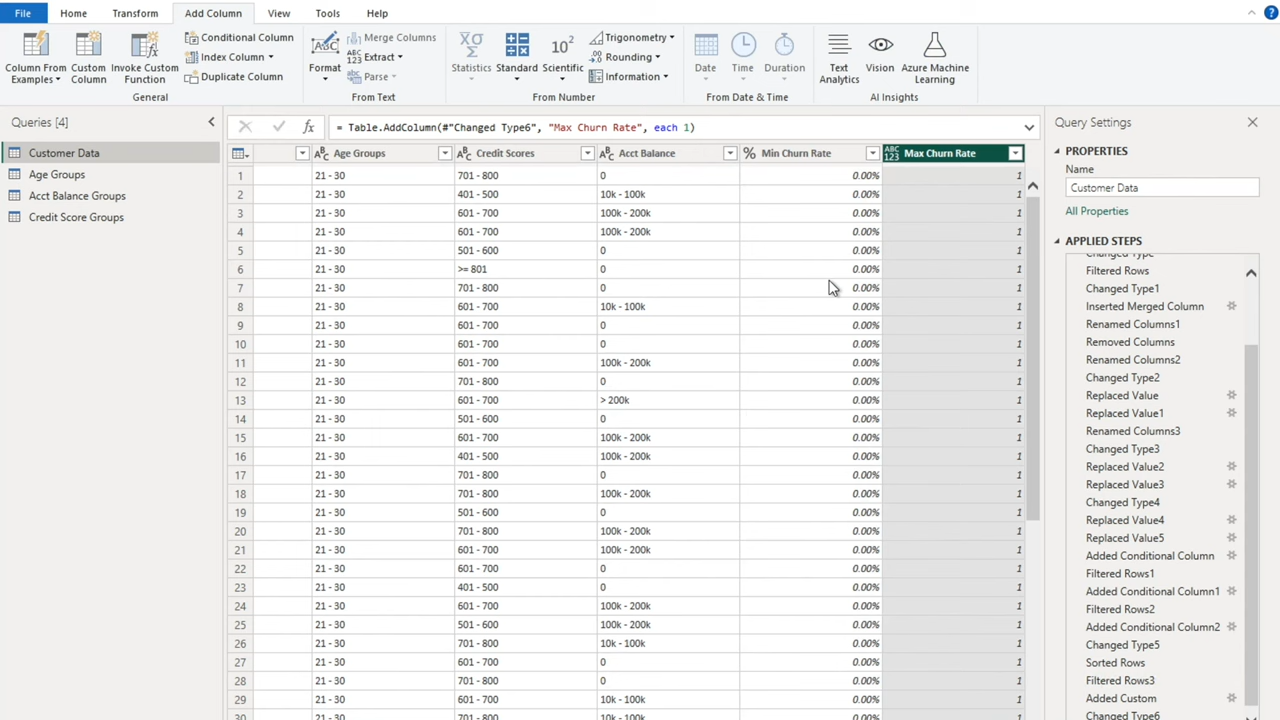 File Home Transform Add Column View Tools Help
Column From Examples
Custom Column
Invoke Custom Function
Conditional Column
Index Column
Duplicate Column
General
Format
Merge Columns
Extract
Parse
From Text
Statistics
Standard
Scientific
Trigonometry
Rounding
Information
From Number
Date
Time
Duration
From Date & Time
Text Analytics
Vision
Azure Machine Learning
AI Insights
Queries [4]
Customer Data
Age Groups
Acct Balance Groups
Credit Score Groups
= Table.AddColumn(#"Changed Type6", "Max Churn Rate", each 1)
Age Groups Credit Scores Acct Balance % Min Churn Rate ABC 123 Max Churn Rate
1 21 - 30 701 - 800 0 0.00% 1
2 21 - 30 401 - 500 10k - 100k 0.00% 1
3 21 - 30 601 - 700 100k - 200k 0.00% 1
4 21 - 30 601 - 700 100k - 200k 0.00% 1
5 21 - 30 501 - 600 0 0.00% 1
6 21 - 30 >= 801 0 0.00% 1
7 21 - 30 701 - 800 0 0.00% 1
8 21 - 30 601 - 700 10k - 100k 0.00% 1
9 21 - 30 601 - 700 0 0.00% 1
10 21 - 30 601 - 700 0 0.00% 1
11 21 - 30 601 - 700 100k - 200k 0.00% 1
12 21 - 30 701 - 800 0 0.00% 1
13 21 - 30 601 - 700 > 200k 0.00% 1
14 21 - 30 501 - 600 0 0.00% 1
15 21 - 30 601 - 700 100k - 200k 0.00% 1
16 21 - 30 401 - 500 100k - 200k 0.00% 1
17 21 - 30 701 - 800 0 0.00% 1
18 21 - 30 701 - 800 100k - 200k 0.00% 1
19 21 - 30 501 - 600 0 0.00% 1
20 21 - 30 701 - 800 100k - 200k 0.00% 1
21 21 - 30 601 - 700 100k - 200k 0.00% 1
22 21 - 30 601 - 700 0 0.00% 1
23 21 - 30 401 - 500 0 0.00% 1
24 21 - 30 601 - 700 100k - 200k 0.00% 1
25 21 - 30 501 - 600 100k - 200k 0.00% 1
26 21 - 30 701 - 800 10k - 100k 0.00% 1
27 21 - 30 601 - 700 0 0.00% 1
28 21 - 30 701 - 800 0 0.00% 1
29 21 - 30 601 - 700 10k - 100k 0.00% 1
30 21 - 30 701 - 800 10k - 100k 0.00% 1
Query Settings
PROPERTIES
Name
Customer Data
All Properties
APPLIED STEPS
Changed Type
Filtered Rows
Changed Type1
Inserted Merged Column
Renamed Columns1
Removed Columns
Renamed Columns2
Changed Type2
Replaced Value
Replaced Value1
Renamed Columns3
Changed Type3
Replaced Value2
Replaced Value3
Changed Type4
Replaced Value4
Replaced Value5
Added Conditional Column
Filtered Rows1
Added Conditional Column1
Filtered Rows2
Added Conditional Column2
Changed Type5
Sorted Rows
Filtered Rows3
Added Custom
Changed Type6